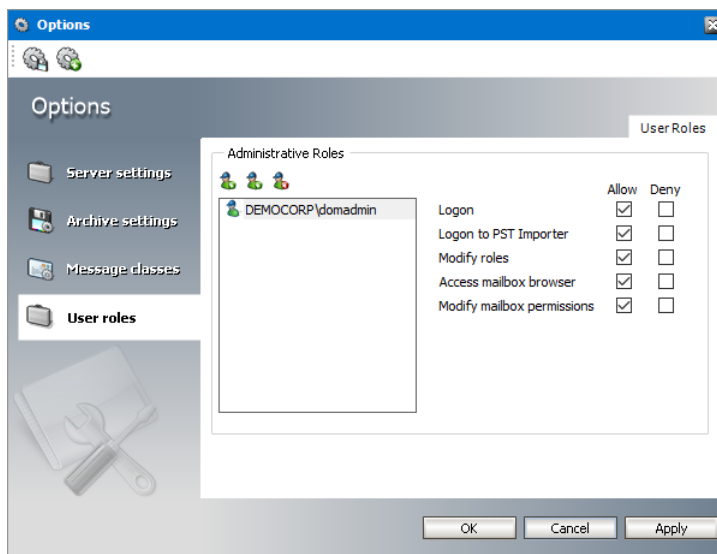 Options
Options
User Roles
Server settings
Archive settings
Message classes
User roles
Administrative Roles
Allow Deny
DEMOCORP\domadmin
Logon
Logon to PST Importer
Modify roles
Access mailbox browser
Modify mailbox permissions
OK Cancel Apply